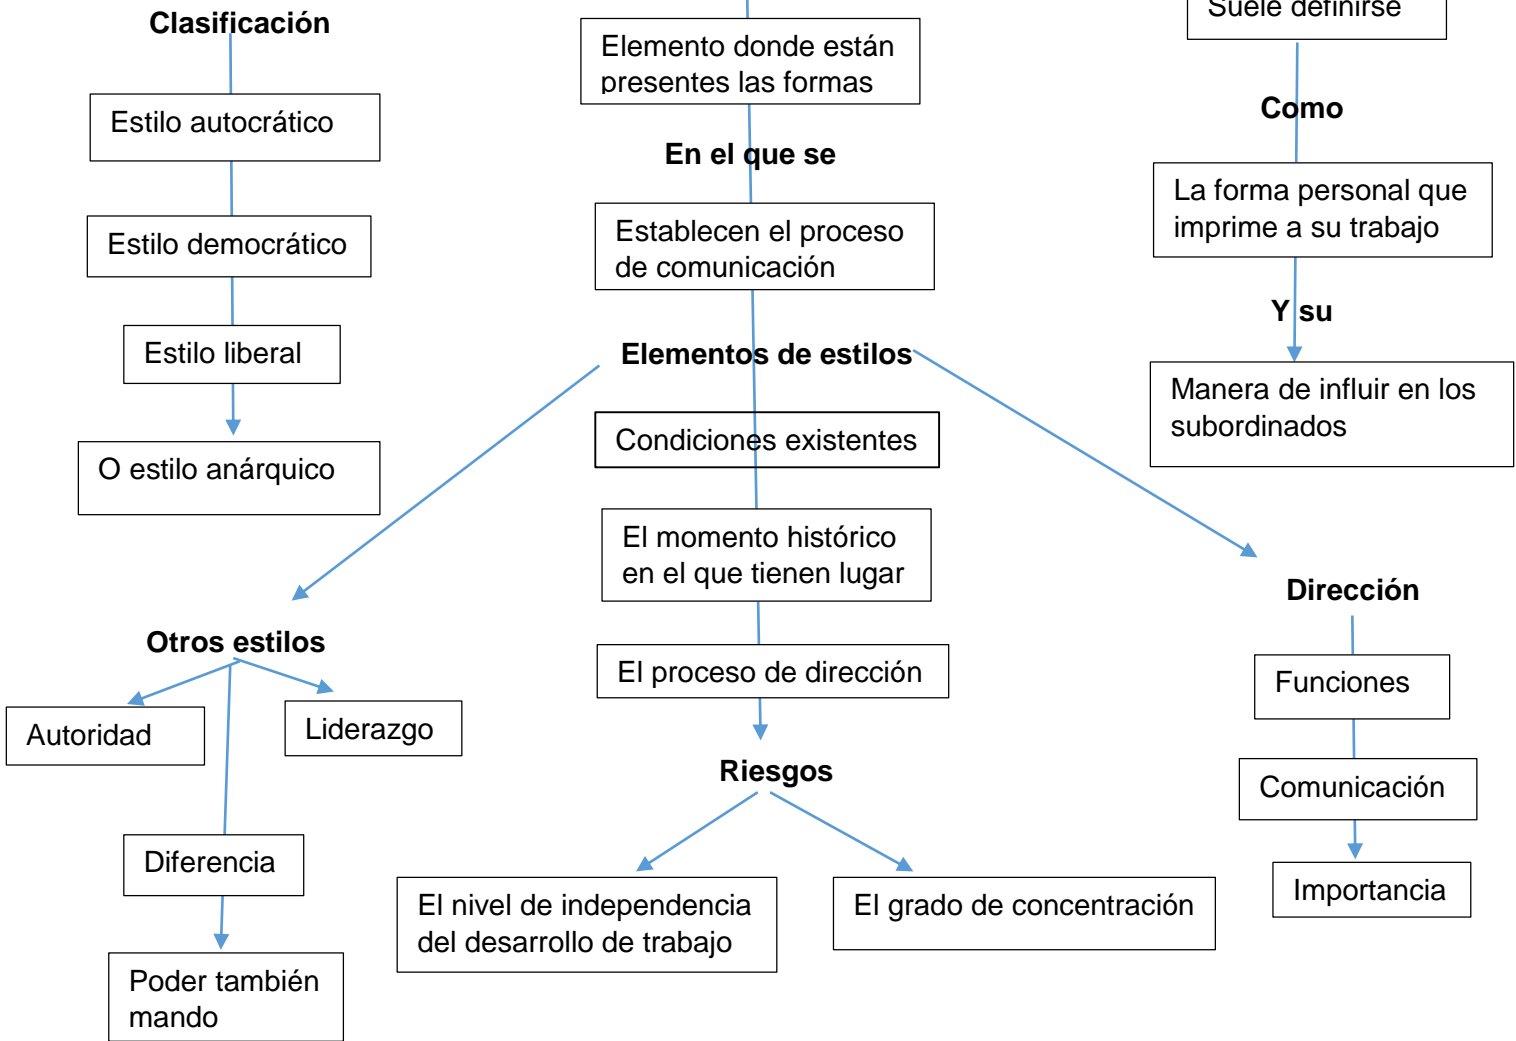 Clasificación
Estilo autocrático
Estilo democrático
Estilo liberal
O estilo anárquico
Elemento donde están
presentes las formas
En el que se
Establecen el proceso
de comunicación
Elementos de estilos
Condiciones existentes
El momento histórico
en el que tienen lugar
El proceso de dirección
Riesgos
El nivel de independencia
del desarrollo de trabajo
El grado de concentración
Suele definirse
Como
La forma personal que
imprime a su trabajo
Y su
Manera de influir en los
subordinados
Otros estilos
Autoridad
Liderazgo
Diferencia
Poder también
mando
Dirección
Funciones
Comunicación
Importancia